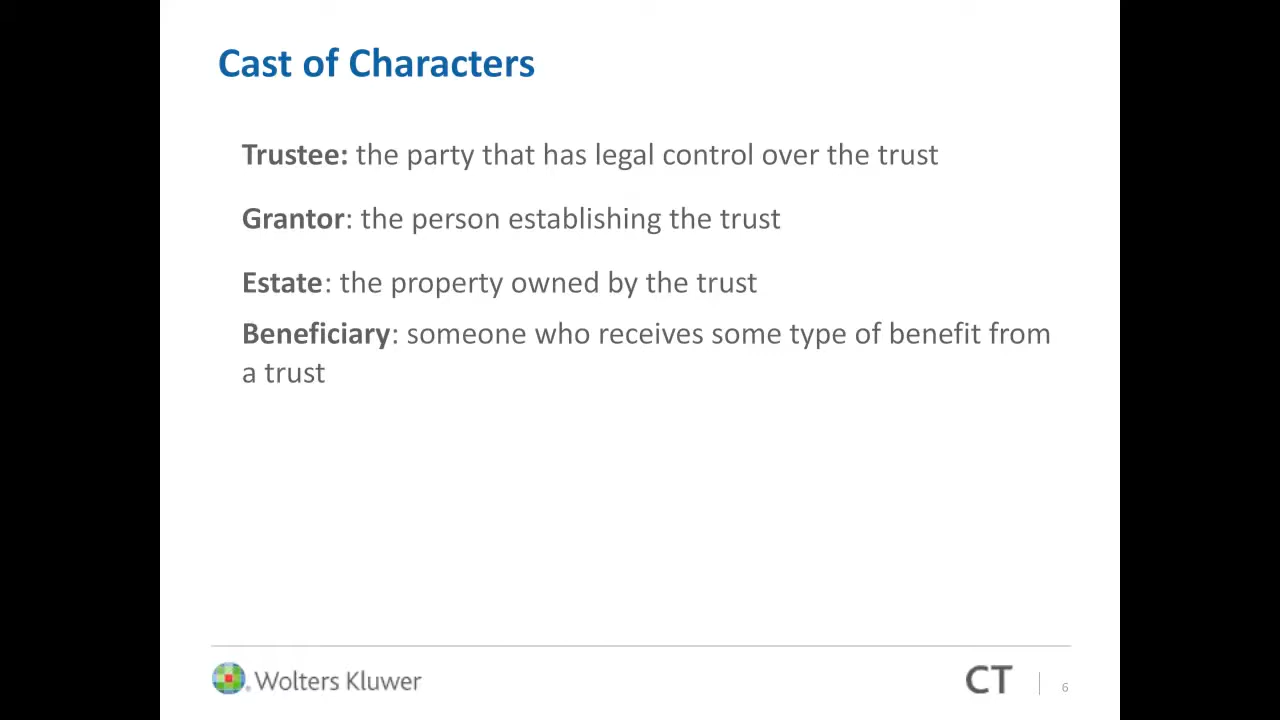 Cast of Characters
Trustee: the party that has legal control over the trust
Grantor: the person establishing the trust
Estate: the property owned by the trust
Beneficiary: someone who receives some type of benefit from
a trust
Wolters Kluwer
CT
6